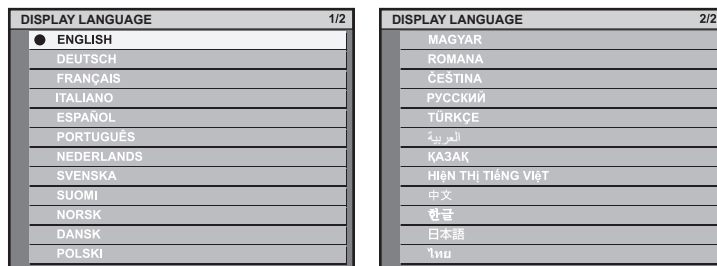 DISPLAY LANGUAGE 1/2
ENGLISH
DEUTSCH
FRANÇAIS
ITALIANO
ESPAÑOL
PORTUGUÊS
NEDERLANDS
SVENSKA
SUOMI
NORSK
DANSK
POLSKI
DISPLAY LANGUAGE 2/2
MAGYAR
ROMANA
ČEŠTINA
РУССКИЙ
TÜRKÇE
العربية
ҚАЗАҚ
HIệN THị TIếNG VIệT
中文
한글
日本語
ไทย